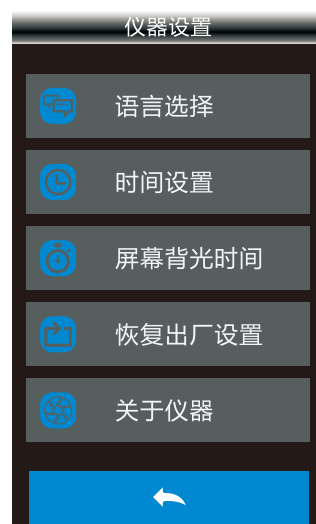 仪器设置
语言选择
时间设置
屏幕背光时间
恢复出厂设置
关于仪器